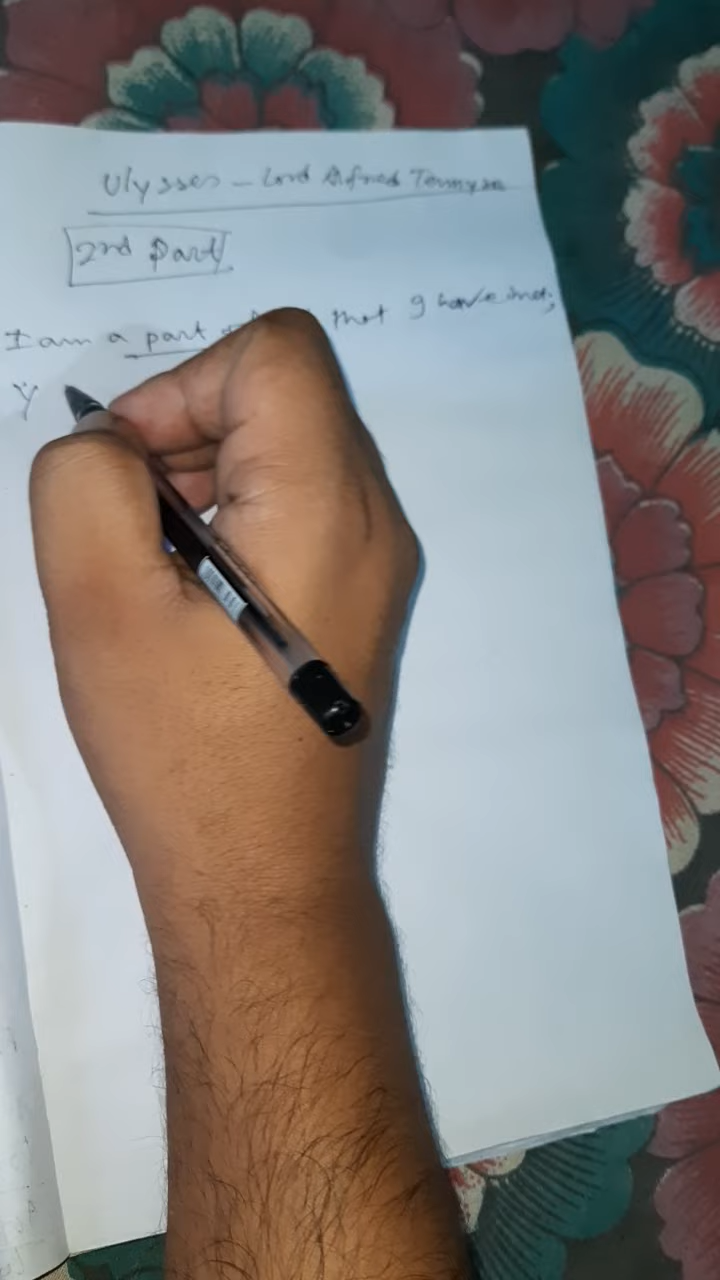 Ulysses - Lord Alfred Tennyson
2nd Part
I am a part that I have met;
Y